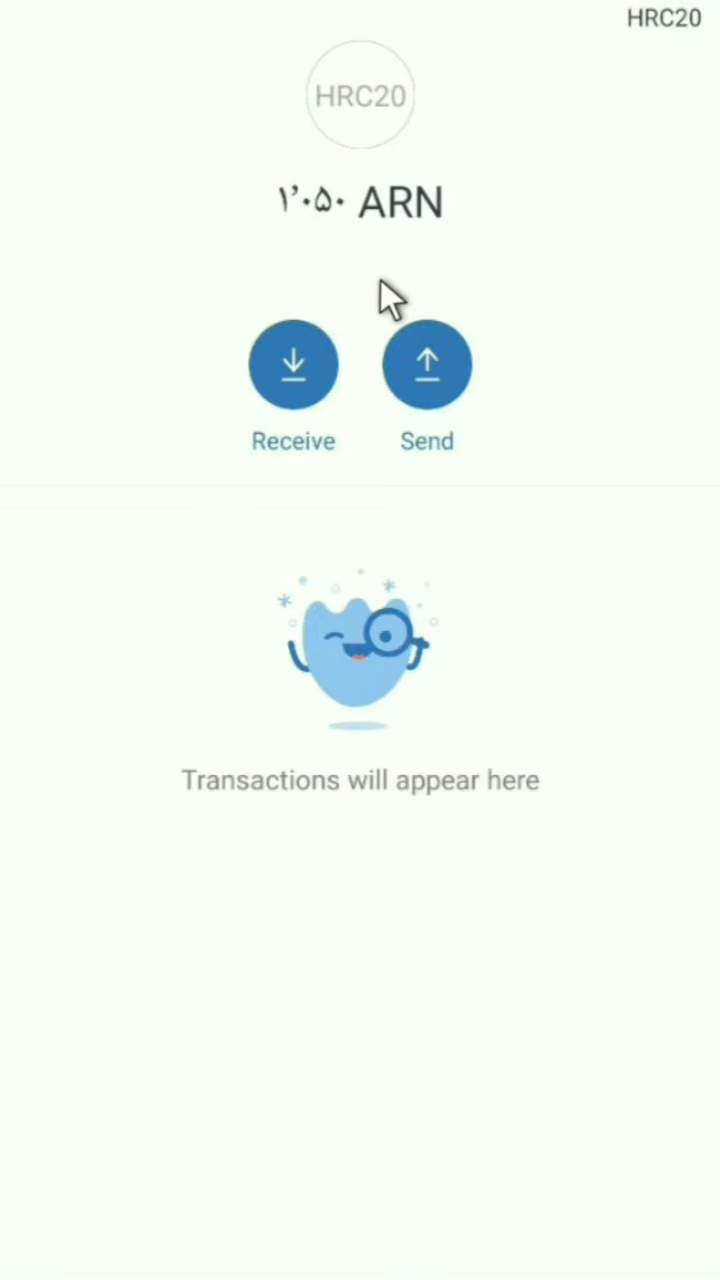 HRC20
HRC20
۱٬۰۵۰ ARN
Receive
Send
Transactions will appear here